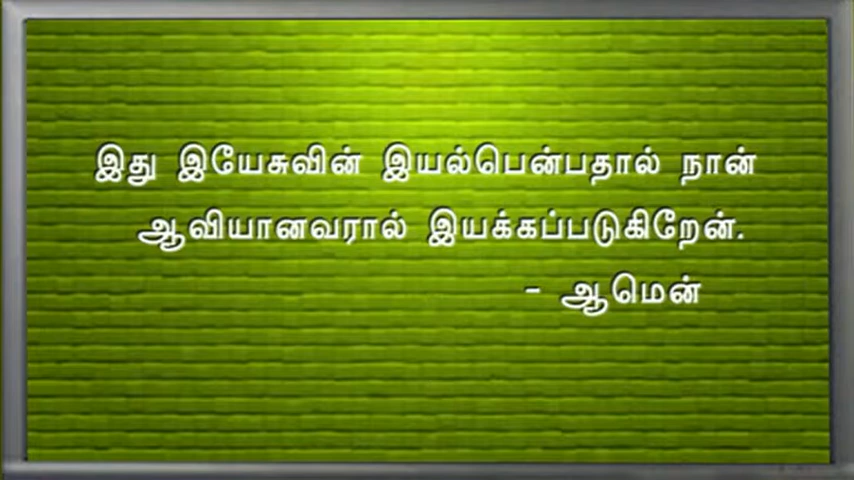 இது இயேசுவின் இயல்பென்பதால் நான்
ஆவியானவரால் இயக்கப்படுகிறேன்.
- ஆமென்